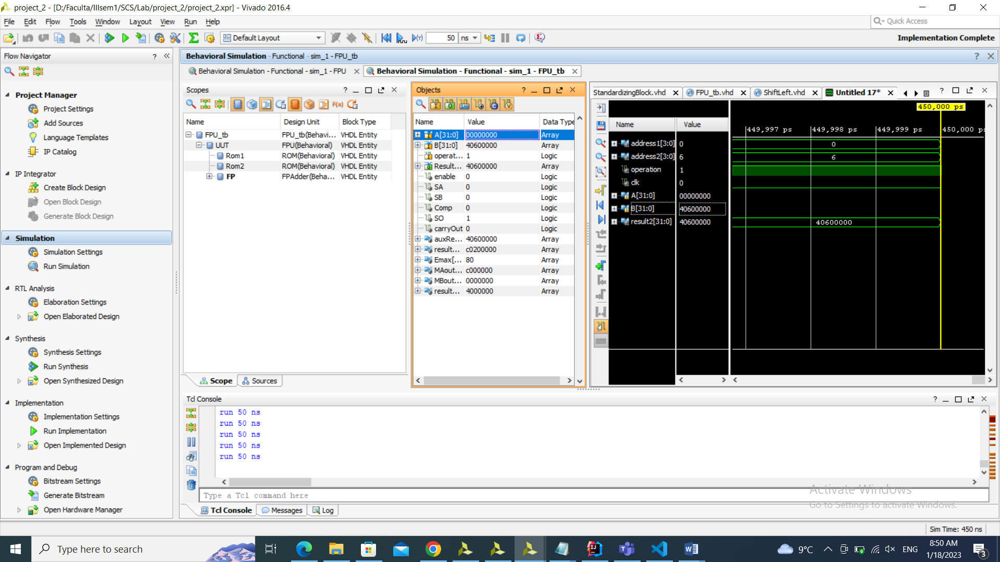 project_2 - [D:/Faculta/IIIsem1/SCS/Lab/project_2/project_2.xpr] - Vivado 2016.4
File Edit Flow Tools Window Layout View Run Help
Quick Access
Default Layout
50 ns
Implementation Complete
Flow Navigator
Project Manager
Project Settings
Add Sources
Language Templates
IP Catalog
IP Integrator
Create Block Design
Open Block Design
Generate Block Design
Simulation
Simulation Settings
Run Simulation
RTL Analysis
Elaboration Settings
Open Elaborated Design
Synthesis
Synthesis Settings
Run Synthesis
Open Synthesized Design
Implementation
Implementation Settings
Run Implementation
Open Implemented Design
Program and Debug
Bitstream Settings
Generate Bitstream
Open Hardware Manager
Behavioral Simulation - Functional - sim_1 - FPU_tb
Behavioral Simulation - Functional - sim_1 - FPU
Behavioral Simulation - Functional - sim_1 - FPU_tb
Scopes
Name Design Unit Block Type
FPU_tb FPU_tb(Behavi... VHDL Entity
UUT FPU(Behavioral) VHDL Entity
Rom1 ROM(Behavioral) VHDL Entity
Rom2 ROM(Behavioral) VHDL Entity
FP FPAdder(Beha... VHDL Entity
Scope Sources
Objects
Name Value Data Type
A[31:0] 00000000 Array
B[31:0] 40600000 Array
operat... 1 Logic
Result... 40600000 Array
enable 0 Logic
SA 0 Logic
SB 0 Logic
Comp 0 Logic
SO 1 Logic
carryOut 0 Logic
auxRe... 40600000 Array
result... c0200000 Array
Emax[... 80 Array
MAout... c000000 Array
MBout... 0000000 Array
result... 4000000 Array
StandardizingBlock.vhd FPU_tb.vhd ShiftLeft.vhd Untitled 17*
450,000 ps
Name Value
449,997 ps 449,998 ps 449,999 ps 450,000 ps
address1[3:0] 0 0
address2[3:0] 6 6
operation 1
clk 0
A[31:0] 00000000
B[31:0] 40600000
result2[31:0] 40600000 40600000
Tcl Console
run 50 ns
run 50 ns
run 50 ns
run 50 ns
run 50 ns
Type a Tcl command here
Tcl Console Messages Log
Activate Windows
Go to Settings to activate Windows.
Sim Time: 450 ns
Type here to search
9°C
ENG
8:50 AM
1/18/2023
3